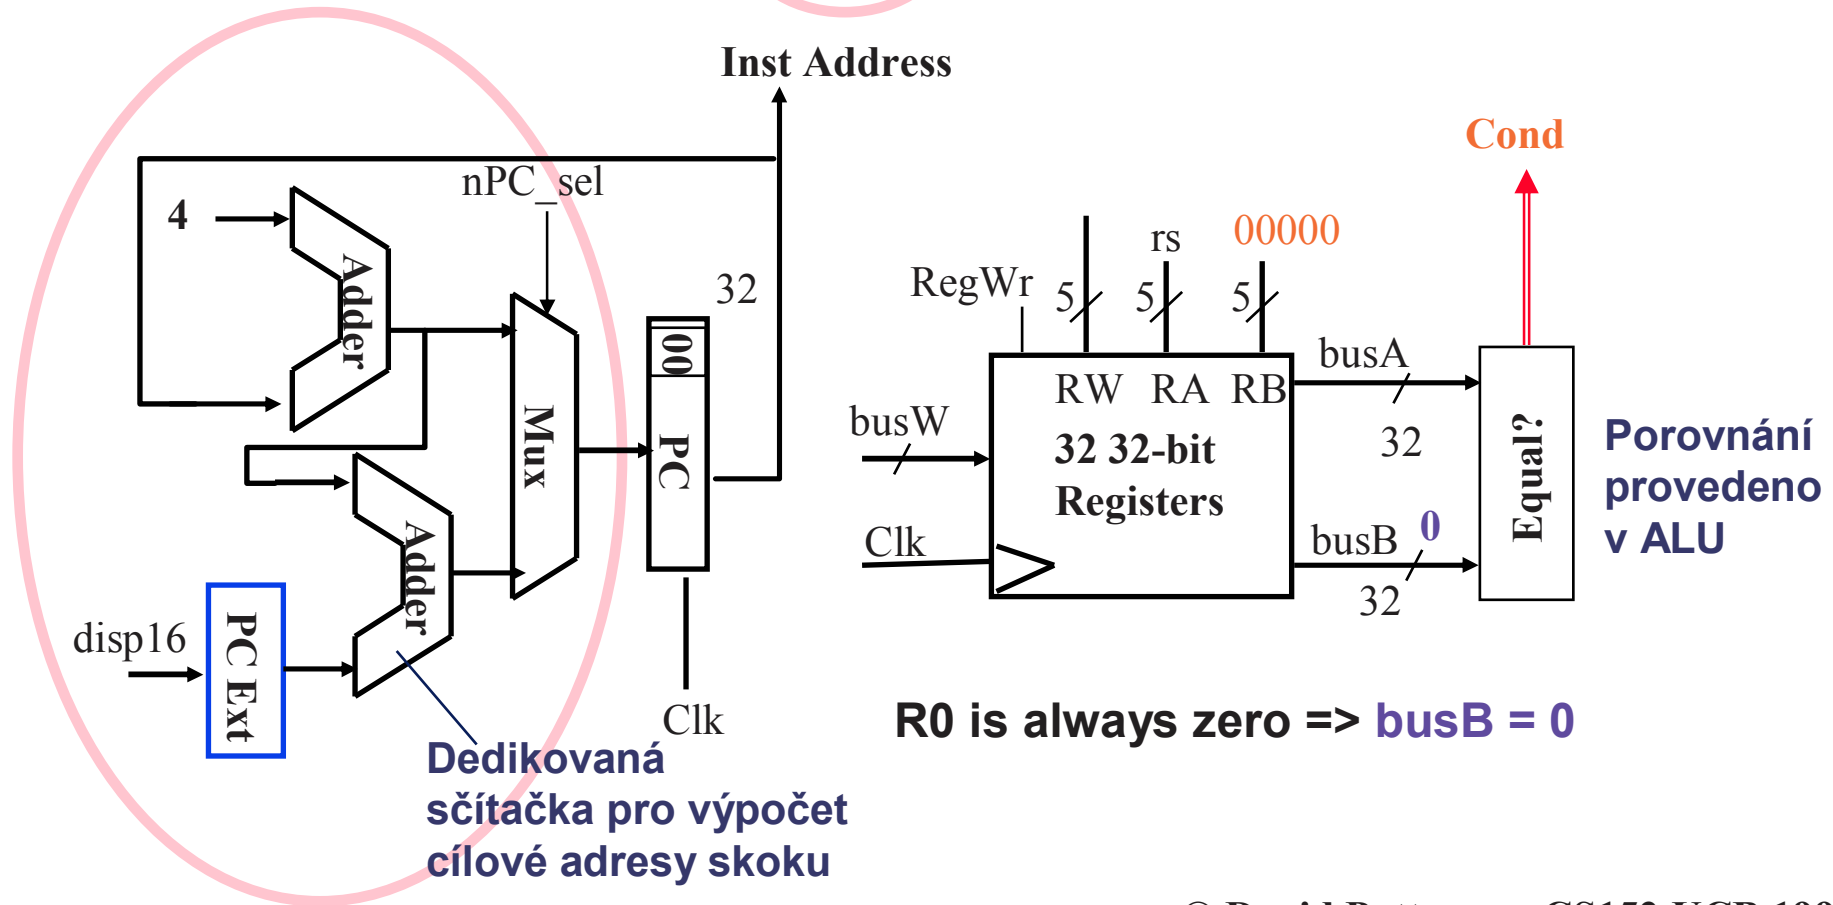 Inst Address
Cond
nPC_sel
4
Adder
32
00
PC
Mux
Adder
disp16
PC Ext
Clk
Dedikovaná
sčítačka pro výpočet
cílové adresy skoku
rs
00000
RegWr
5
5
5
busW
RW RA RB
32 32-bit
Registers
Clk
busA
32
busB
0
32
Equal?
Porovnání
provedeno
v ALU
R0 is always zero => busB = 0